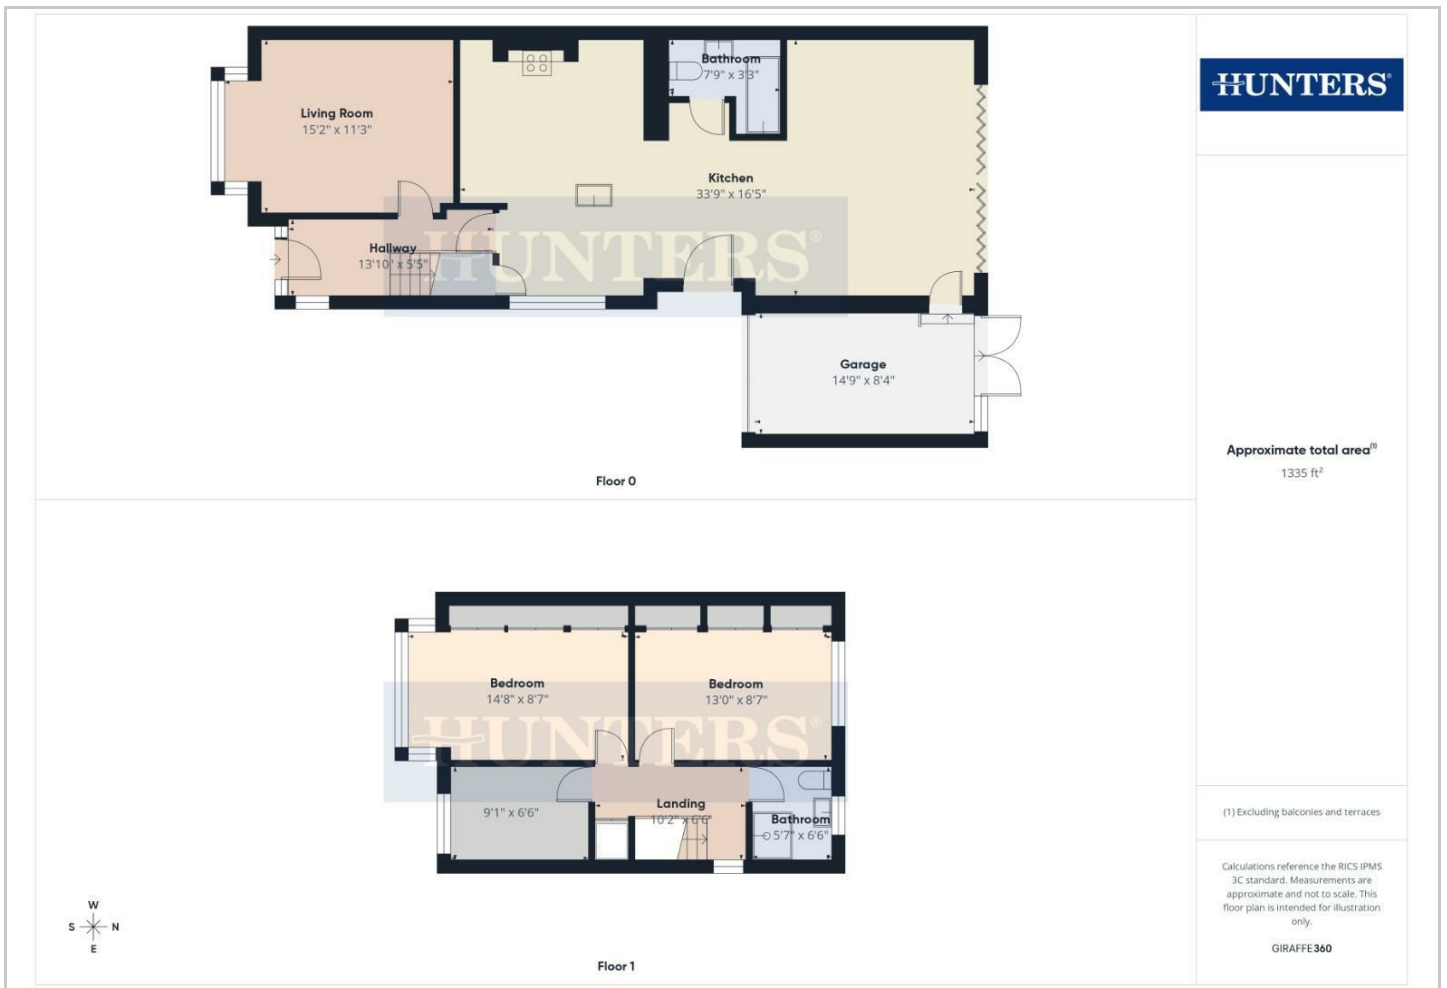 Living Room
15'2" x 11'3"
Bathroom
7'9" x 3'3"
Kitchen
33'9" x 16'5"
Hallway
13'10" x 5'5"
HUNTERS®
Garage
14'9" x 8'4"
Floor 0
Bedroom
14'8" x 8'7"
Bedroom
13'0" x 8'7"
HUNTERS®
9'1" x 6'6"
Landing
10'2" x 6'6"
Bathroom
5'7" x 6'6"
W
S N
E
Floor 1
HUNTERS®
Approximate total area(1)
1335 ft²
(1) Excluding balconies and terraces
Calculations reference the RICS IPMS
3C standard. Measurements are
approximate and not to scale. This
floor plan is intended for illustration
only.
GIRAFFE360